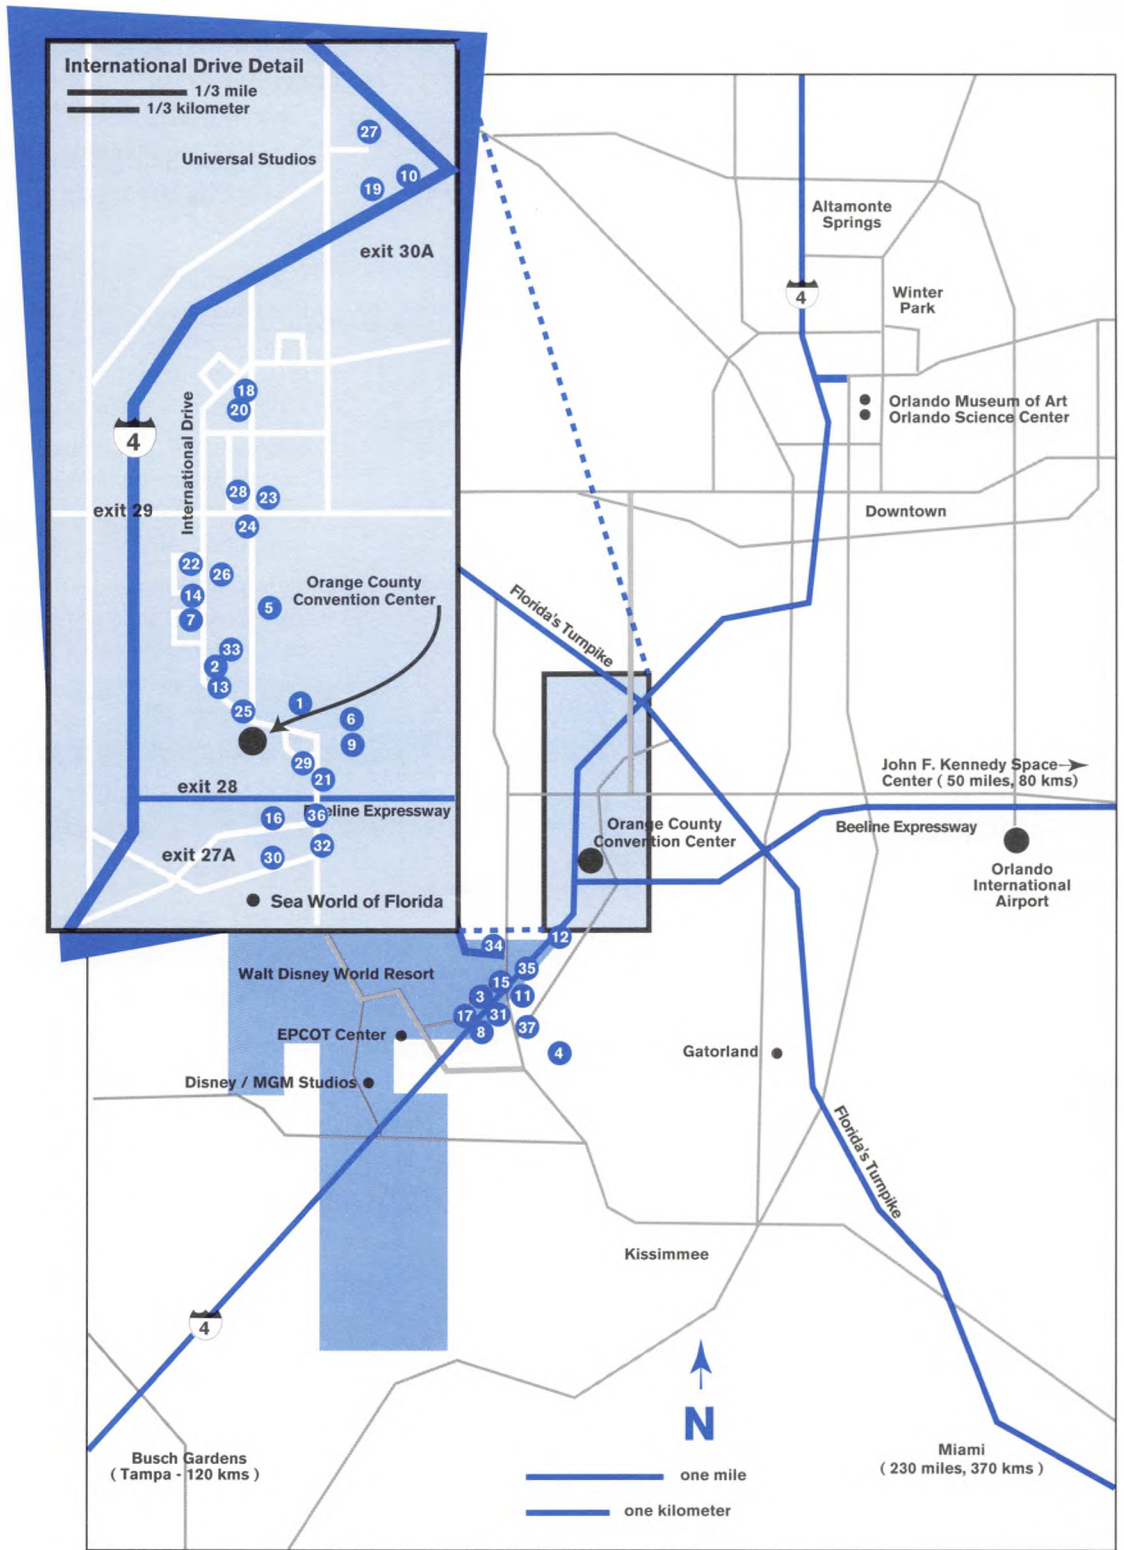 International Drive Detail
1/3 mile
1/3 kilometer
27
Universal Studios
10
19
exit 30A
18
20
4
International Drive
28
23
exit 29
24
22
26
14
5
7
Orange County
Convention Center
33
2
13
25
1
6
9
29
21
exit 28
Beeline Expressway
16
36
32
exit 27A
30
Sea World of Florida
Altamonte
Springs
4
Winter
Park
Orlando Museum of Art
Orlando Science Center
Downtown
Florida's Turnpike
John F. Kennedy Space
Center ( 50 miles, 80 kms)
Orange County
Convention Center
Beeline Expressway
Orlando
International
Airport
12
34
35
Walt Disney World Resort
15
3
11
17
31
37
8
EPCOT Center
4
Gatorland
Disney / MGM Studios
Florida's Turnpike
Kissimmee
4
N
Busch Gardens
( Tampa - 120 kms )
Miami
( 230 miles, 370 kms )
one mile
one kilometer